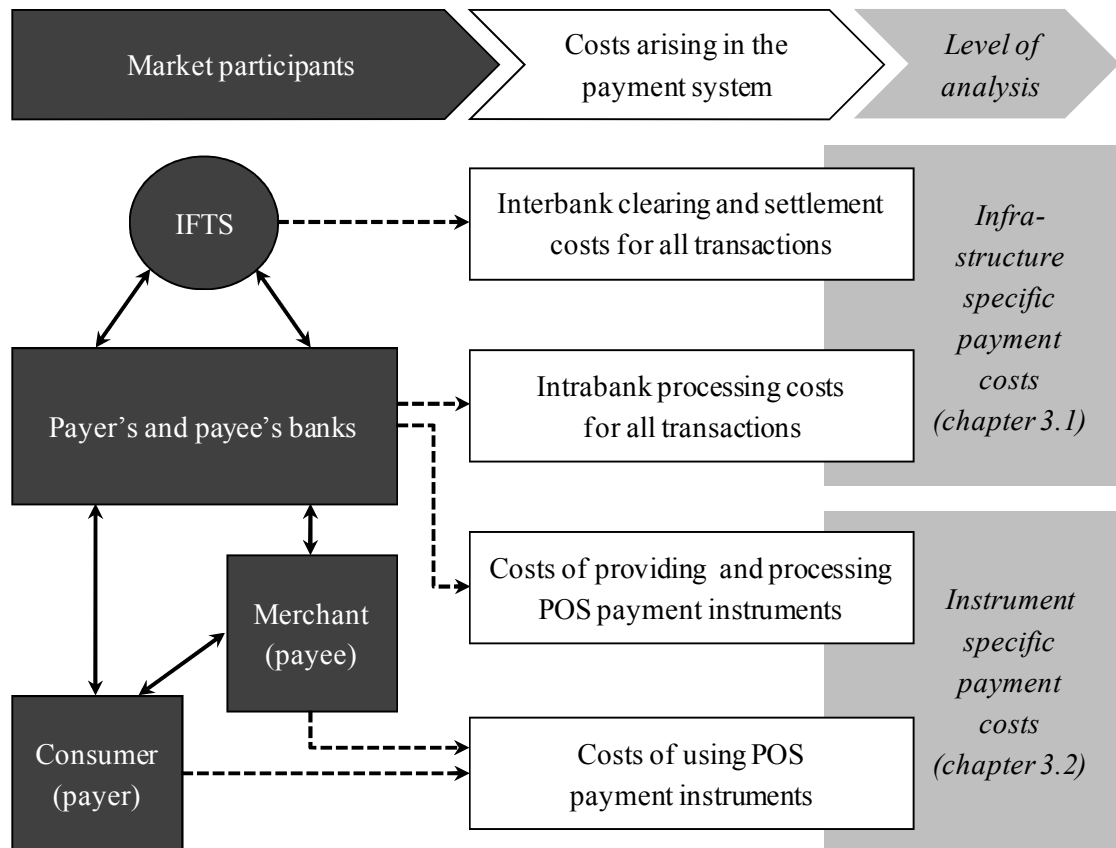 Market participants
Costs arising in the
payment system
Level of
analysis
IFTS
Interbank clearing and settlement
costs for all transactions
Infra-
structure
specific
payment
costs
(chapter 3.1)
Payer's and payee's banks
Intrabank processing costs
for all transactions
Merchant
(payee)
Costs of providing and processing
POS payment instruments
Instrument
specific
payment
costs
(chapter 3.2)
Consumer
(payer)
Costs of using POS
payment instruments